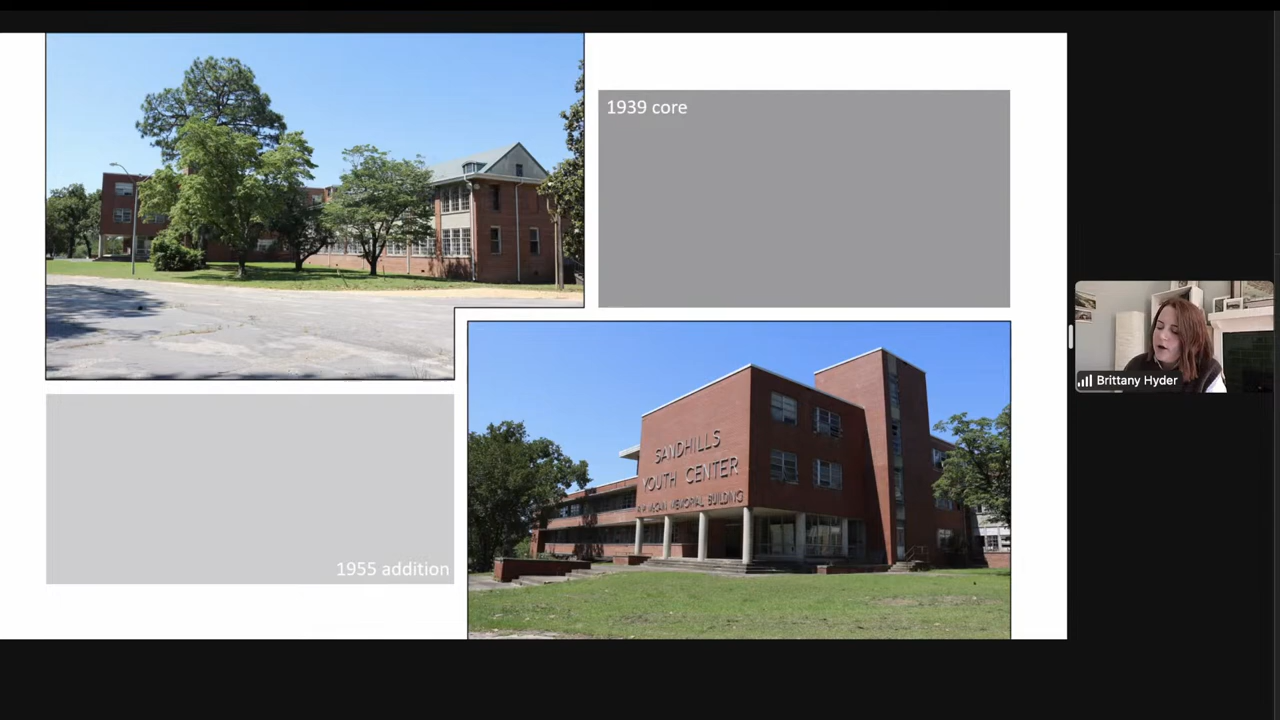 1939 core
SANDHILLS
YOUTH CENTER
MEMORIAL BUILDING
1955 addition
Brittany Hyder